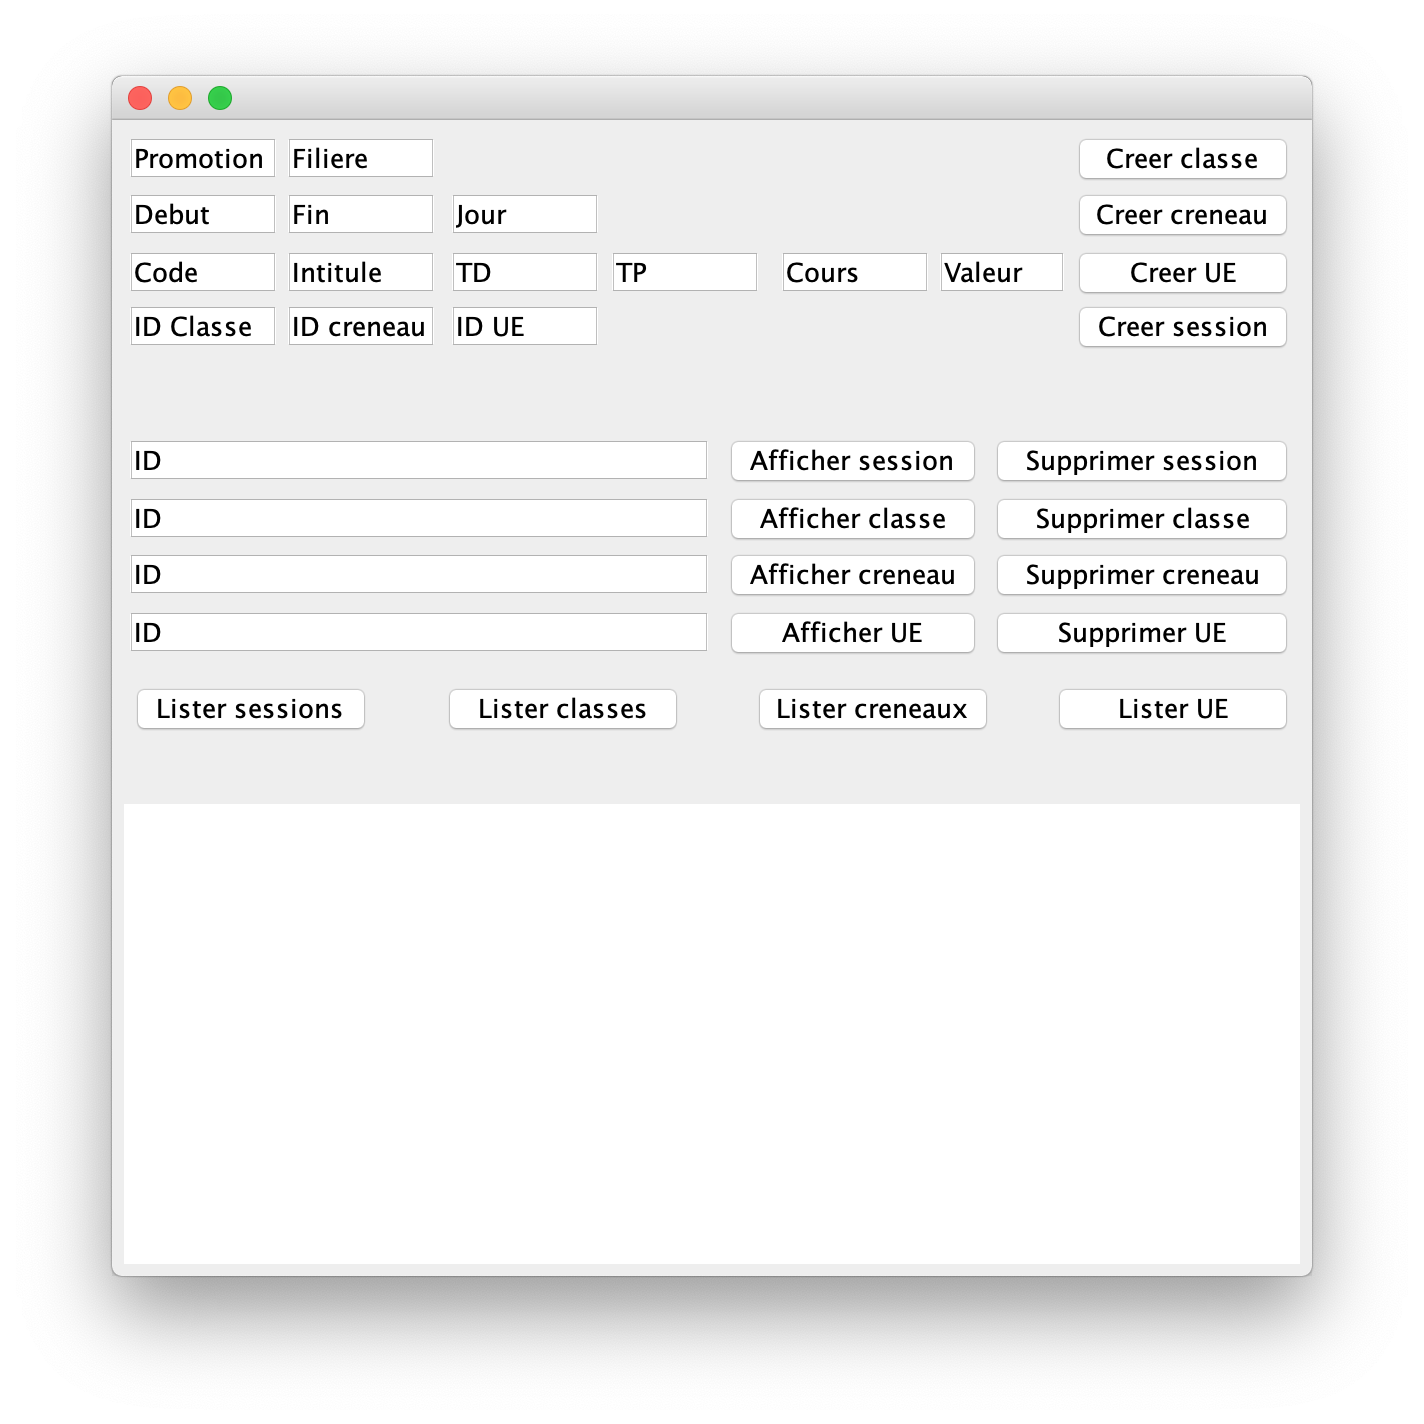 Promotion Filiere Creer classe
Debut Fin Jour Creer creneau
Code Intitule TD TP Cours Valeur Creer UE
ID Classe ID creneau ID UE Creer session
ID Afficher session Supprimer session
ID Afficher classe Supprimer classe
ID Afficher creneau Supprimer creneau
ID Afficher UE Supprimer UE
Lister sessions Lister classes Lister creneaux Lister UE